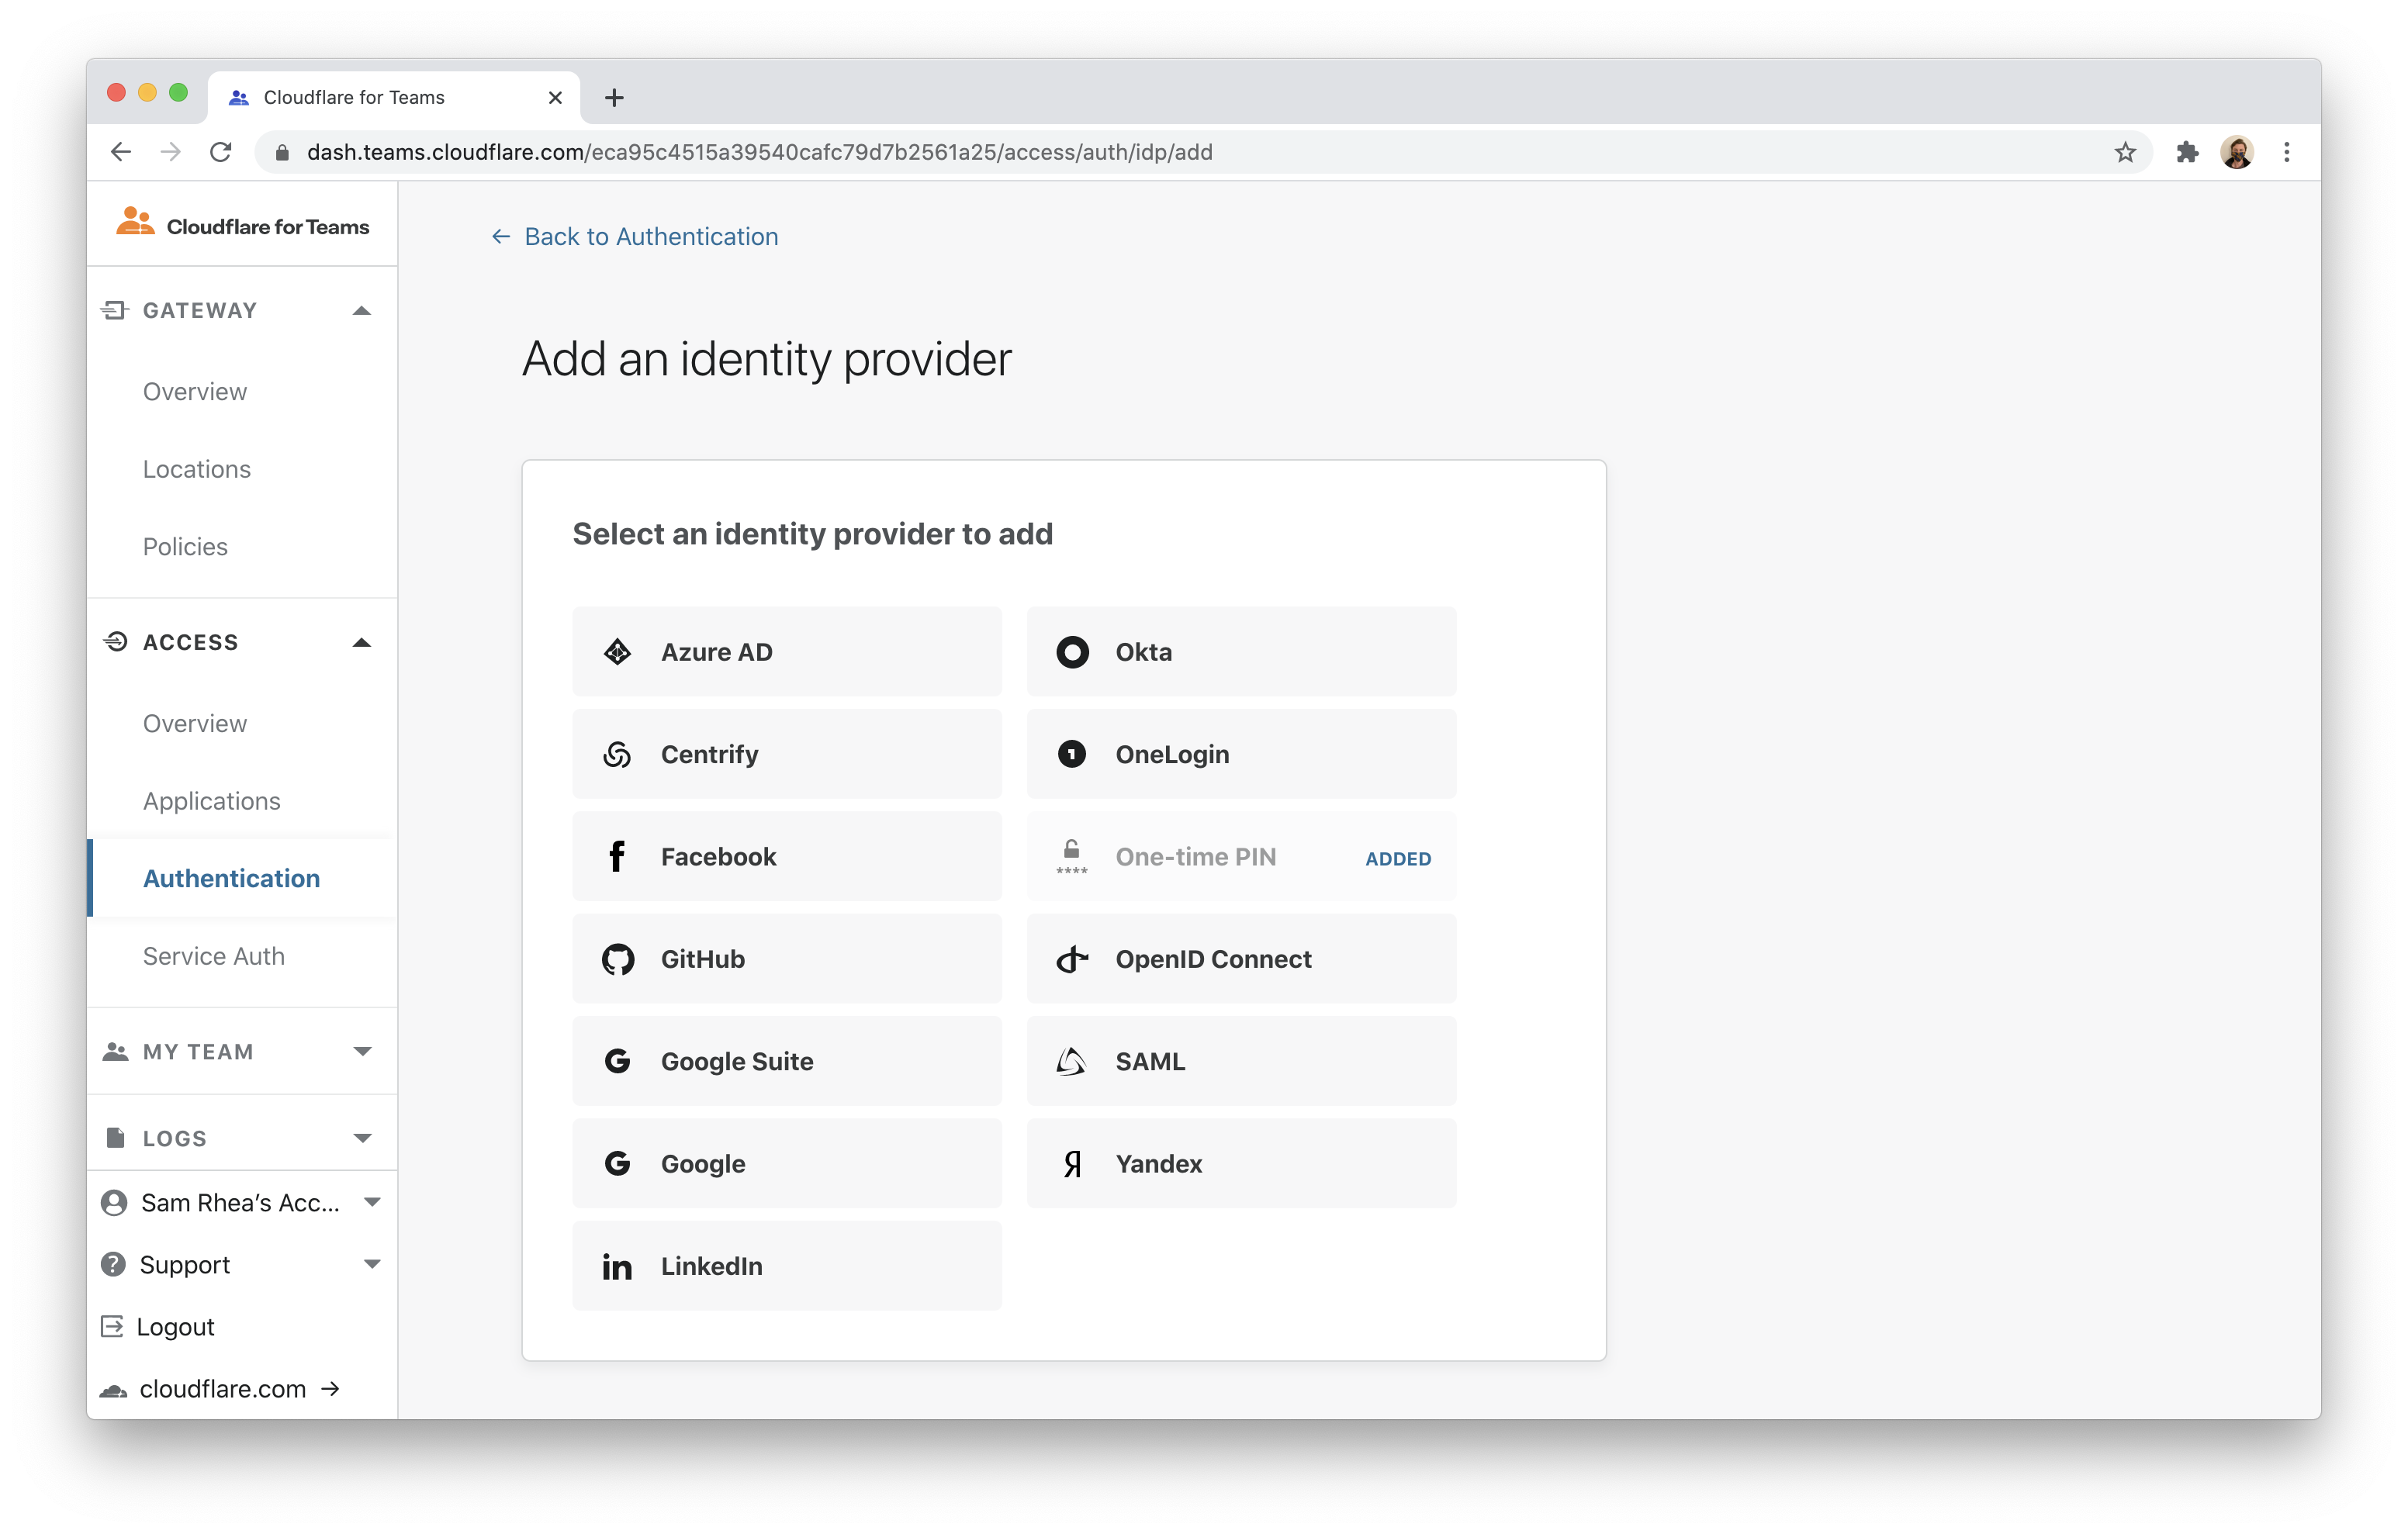 Cloudflare for Teams
dash.teams.cloudflare.com/eca95c4515a39540cafc79d7b2561a25/access/auth/idp/add
Cloudflare for Teams
GATEWAY
Overview
Locations
Policies
ACCESS
Overview
Applications
Authentication
Service Auth
MY TEAM
LOGS
Sam Rhea’s Acc...
Support
Logout
cloudflare.com →
← Back to Authentication
Add an identity provider
Select an identity provider to add
Azure AD
Okta
Centrify
OneLogin
Facebook
**** One-time PIN ADDED
GitHub
OpenID Connect
Google Suite
SAML
Google
Yandex
LinkedIn